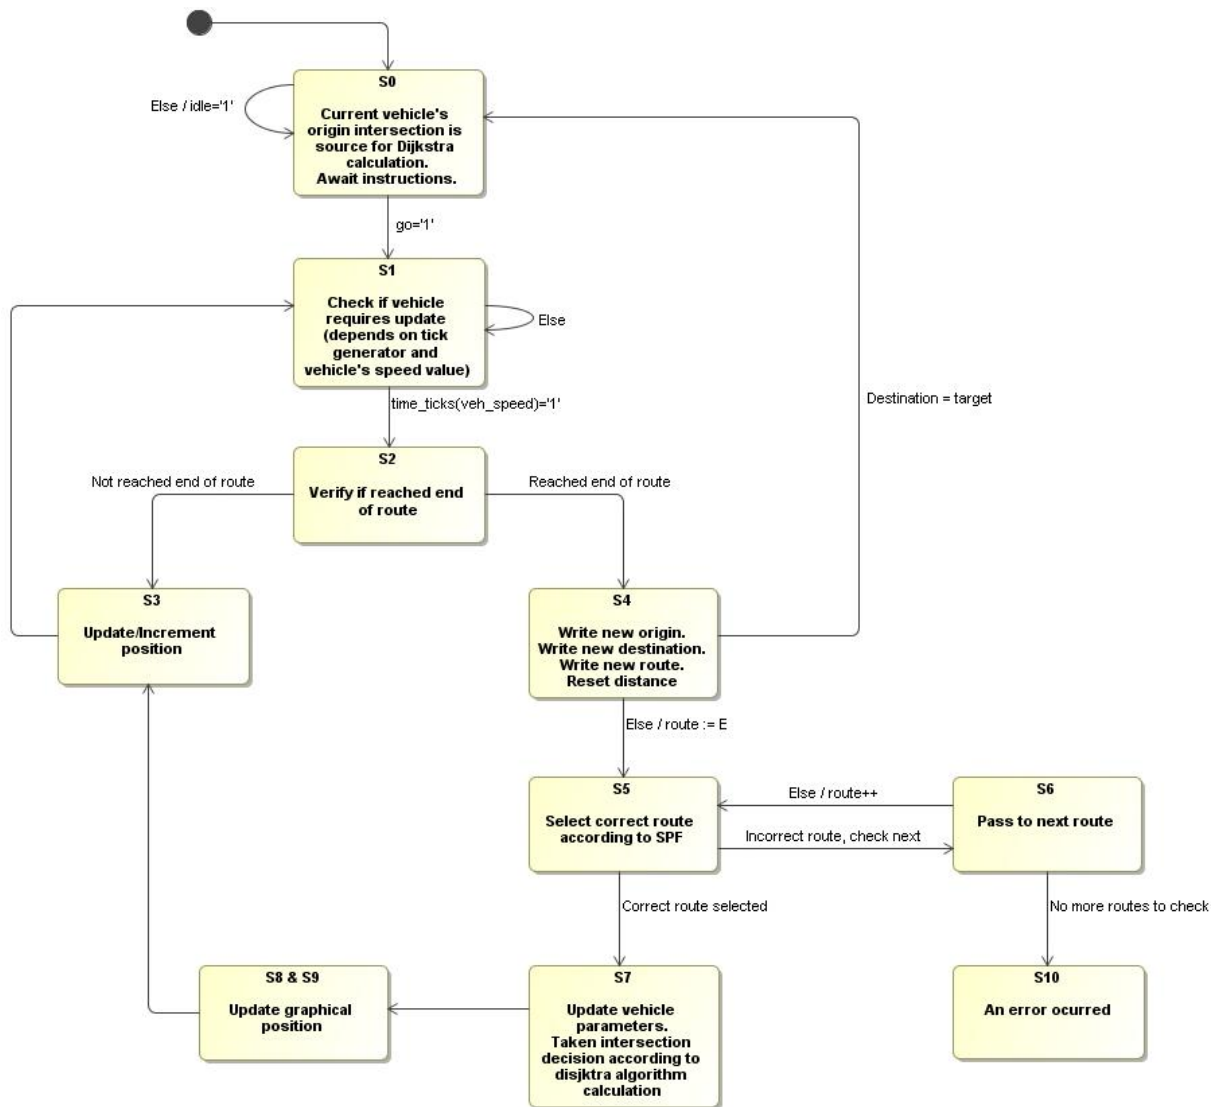 S0
Else / idle='1'
Current vehicle's
origin intersection is
source for Dijkstra
calculation.
Await instructions.
go='1'
S1
Check if vehicle
requires update
(depends on tick
generator and
vehicle's speed value)
Else
Destination = target
time_ticks(veh_speed)='1'
S2
Verify if reached end
of route
Not reached end of route
Reached end of route
S3
Update/Increment
position
S4
Write new origin.
Write new destination.
Write new route.
Reset distance
Else / route := E
S5
Select correct route
according to SPF
Else / route++
Incorrect route, check next
S6
Pass to next route
Correct route selected
No more routes to check
S8 & S9
Update graphical
position
S7
Update vehicle
parameters.
Taken intersection
decision according to
disjktra algorithm
calculation
S10
An error ocurred